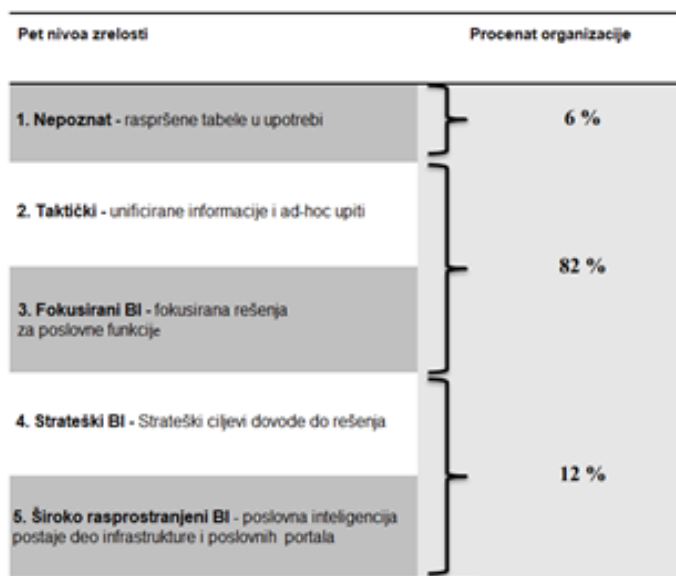 Pet nivoa zrelosti
Procenat organizacije
1. Nepoznat - raspršene tabele u upotrebi
6 %
2. Taktički - unificirane informacije i ad-hoc upiti
82 %
3. Fokusirani BI - fokusirana rešenja
za poslovne funkcije
4. Strateški BI - Strateški ciljevi dovode do rešenja
12 %
5. Široko rasprostranjeni BI - poslovna inteligencija
postaje deo infrastrukture i poslovnih portala